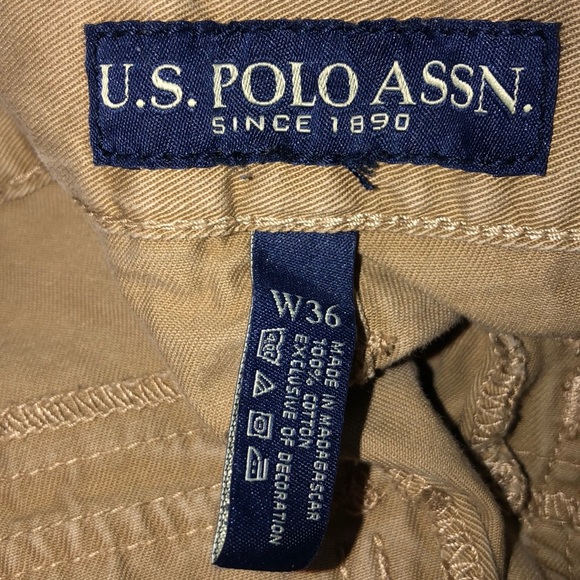 U.S. POLO ASSN.
SINCE 1890
W36
MADE IN MADAGASCAR
100% COTTON
EXCLUSIVE OF DECORATION